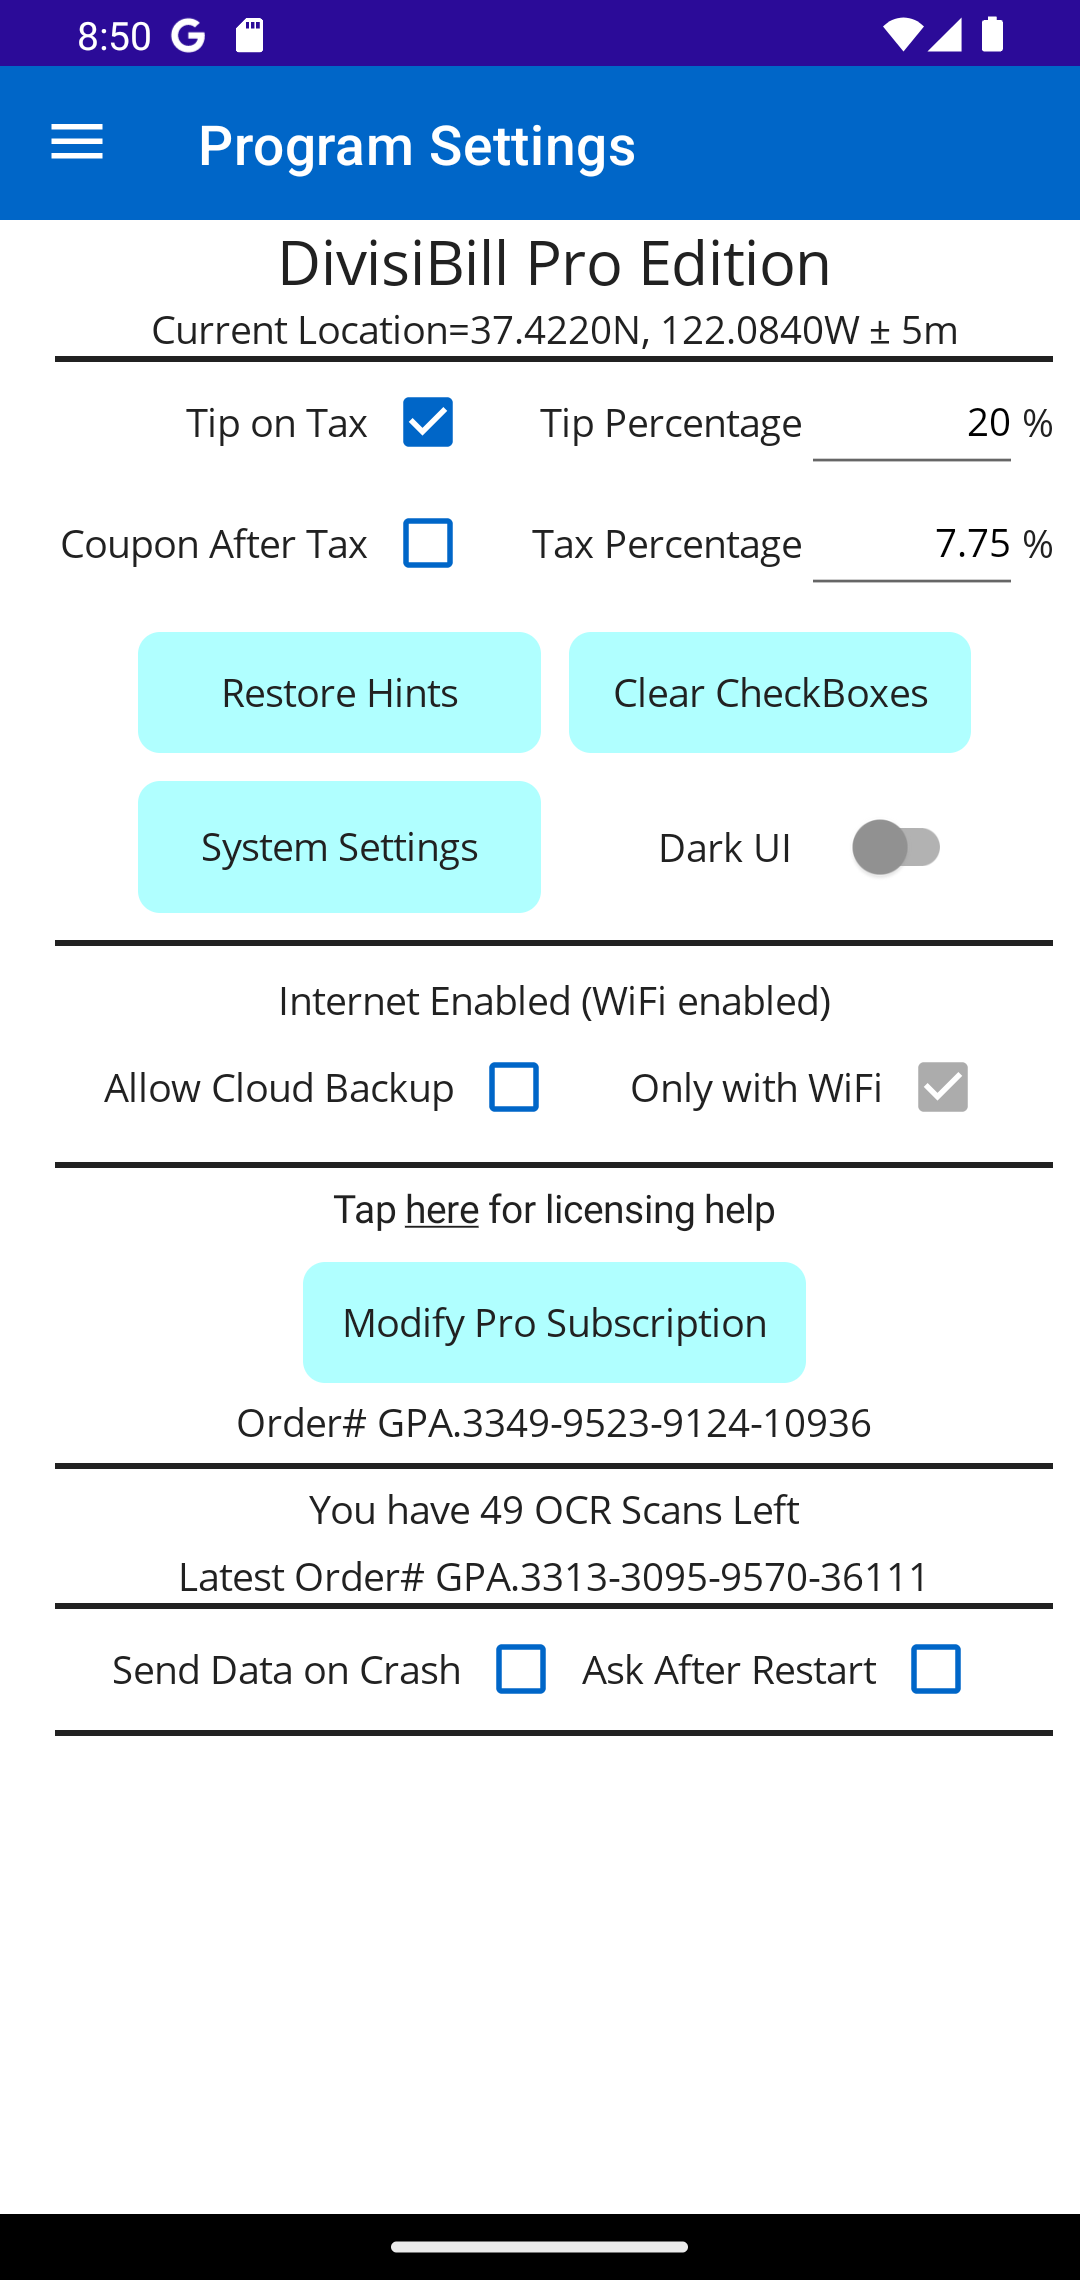 8:50
Program Settings
DivisiBill Pro Edition
Current Location=37.4220N, 122.0840W ± 5m
Tip on Tax Tip Percentage 20 %
Coupon After Tax Tax Percentage 7.75 %
Restore Hints Clear CheckBoxes
System Settings Dark UI
Internet Enabled (WiFi enabled)
Allow Cloud Backup Only with WiFi
Tap here for licensing help
Modify Pro Subscription
Order# GPA.3349-9523-9124-10936
You have 49 OCR Scans Left
Latest Order# GPA.3313-3095-9570-36111
Send Data on Crash Ask After Restart